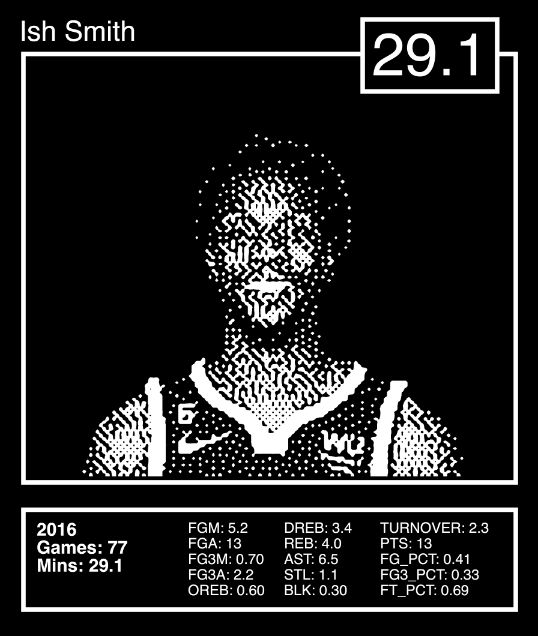 Ish Smith
29.1
6
2016
Games: 77
Mins: 29.1
FGM: 5.2
FGA: 13
FG3M: 0.70
FG3A: 2.2
OREB: 0.60
DREB: 3.4
REB: 4.0
AST: 6.5
STL: 1.1
BLK: 0.30
TURNOVER: 2.3
PTS: 13
FG_PCT: 0.41
FG3_PCT: 0.33
FT_PCT: 0.69